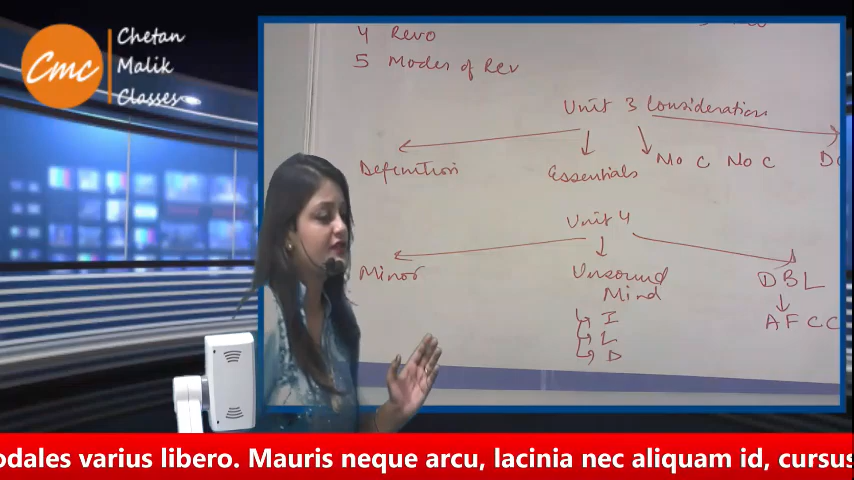 cmc
Chetan
Malik
Classes
4 Revo
5 Modes of Rev
Unit 3 Consideration
Definition
Essentials
No C No C
Unit 4
Minor
Unsound
Mind
DBL
I
L
D
AFCC
odales varius libero. Mauris neque arcu, lacinia nec aliquam id, cursus